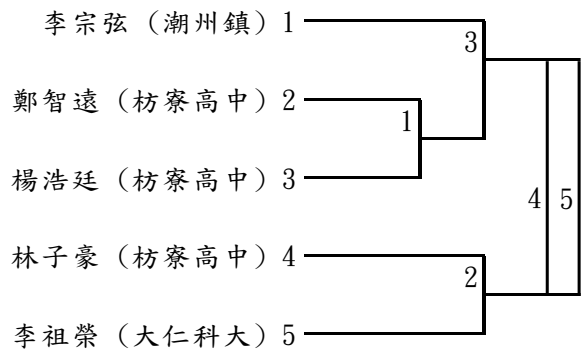 李宗弦（潮州鎮）1
3
鄭智遠（枋寮高中）2
1
楊浩廷（枋寮高中）3
4 5
林子豪（枋寮高中）4
2
李祖榮（大仁科大）5